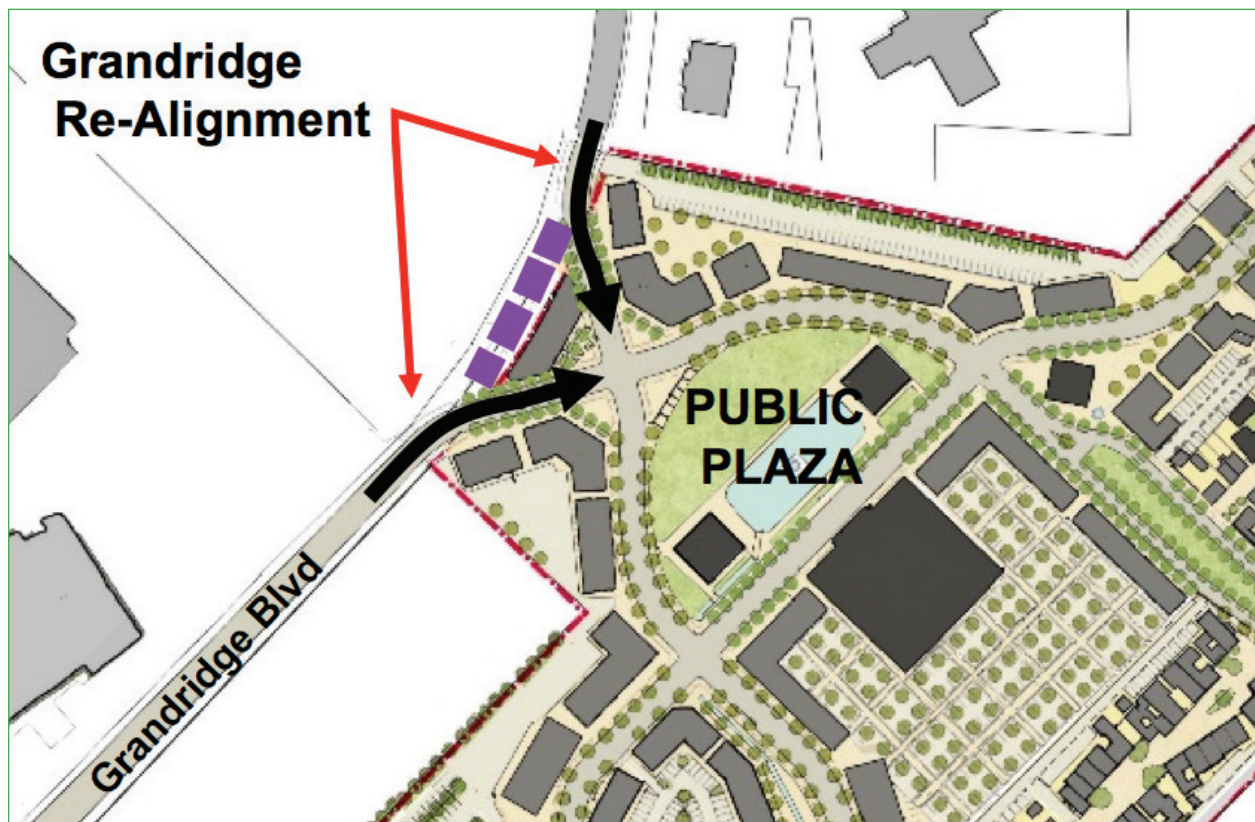 Grandridge
Re-Alignment
PUBLIC
PLAZA
Grandridge Blvd